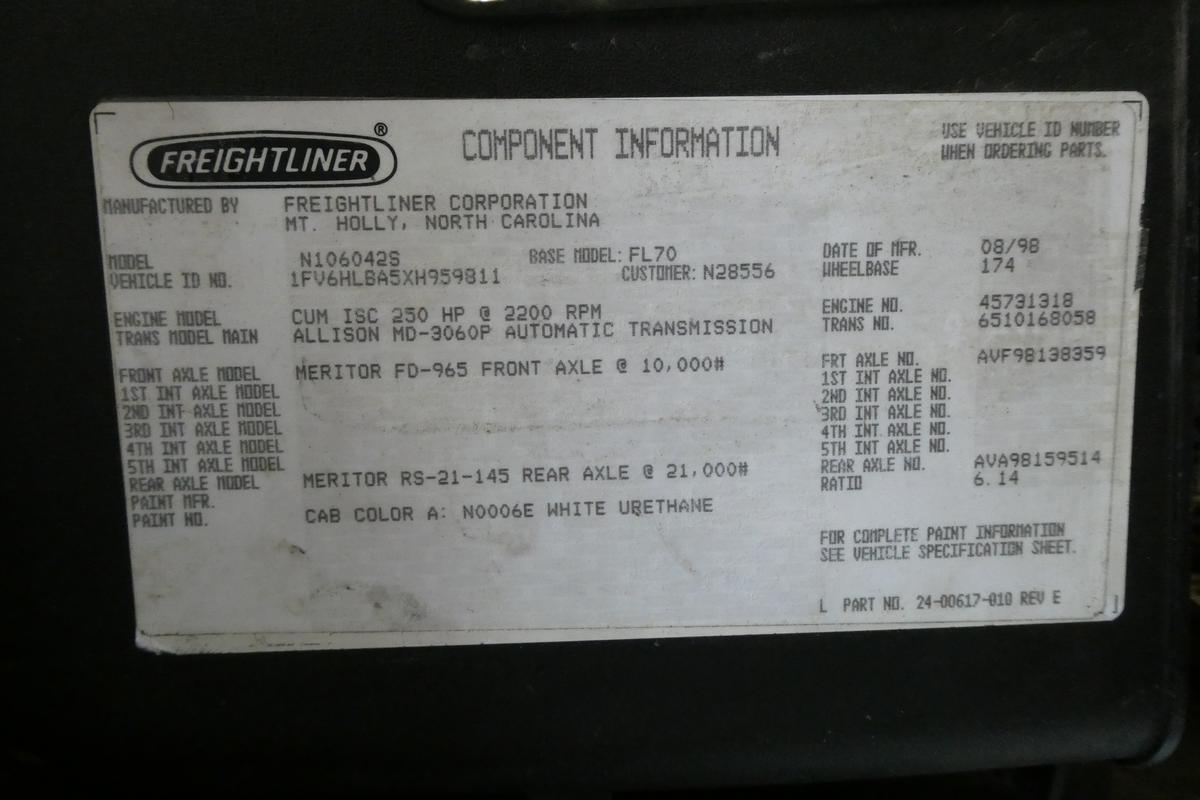 FREIGHTLINER ®
COMPONENT INFORMATION
USE VEHICLE ID NUMBER
WHEN ORDERING PARTS.
MANUFACTURED BY FREIGHTLINER CORPORATION
MT. HOLLY, NORTH CAROLINA
MODEL N106042S BASE MODEL: FL70 DATE OF MFR. 08/98
VEHICLE ID NO. 1FV6HLBA5XH959811 CUSTOMER: N28556 WHEELBASE 174
ENGINE MODEL CUM ISC 250 HP @ 2200 RPM ENGINE NO. 45731318
TRANS MODEL MAIN ALLISON MD-3060P AUTOMATIC TRANSMISSION TRANS NO. 6510168058
FRONT AXLE MODEL MERITOR FD-965 FRONT AXLE @ 10,000# FRT AXLE NO. AVF98138359
1ST INT AXLE MODEL 1ST INT AXLE NO.
2ND INT AXLE MODEL 2ND INT AXLE NO.
3RD INT AXLE MODEL 3RD INT AXLE NO.
4TH INT AXLE MODEL 4TH INT AXLE NO.
5TH INT AXLE MODEL 5TH INT AXLE NO.
REAR AXLE MODEL MERITOR RS-21-145 REAR AXLE @ 21,000# REAR AXLE NO. AVA98159514
PAINT MFR. RATIO 6.14
PAINT NO. CAB COLOR A: N0006E WHITE URETHANE
FOR COMPLETE PAINT INFORMATION
SEE VEHICLE SPECIFICATION SHEET.
L PART NO. 24-00617-010 REV E